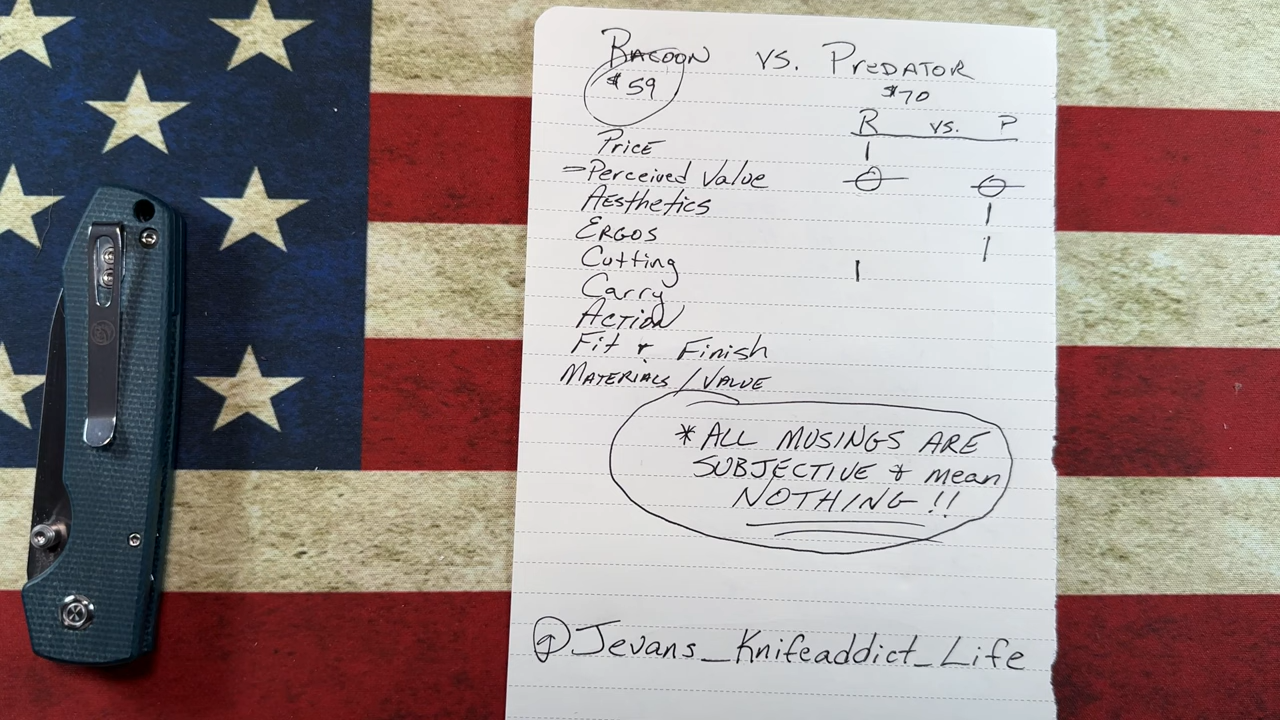 RACOON vs. PREDATOR
$59 $70
R vs. P
Price |
=Perceived Value
Aesthetics |
ERGOS |
Cutting |
Carry
ACTION
Fit + Finish
MATERIALS / VALUE
*ALL MUSINGS ARE
SUBJECTIVE + mean
NOTHING!!
@Jevans_Knifeaddict_Life